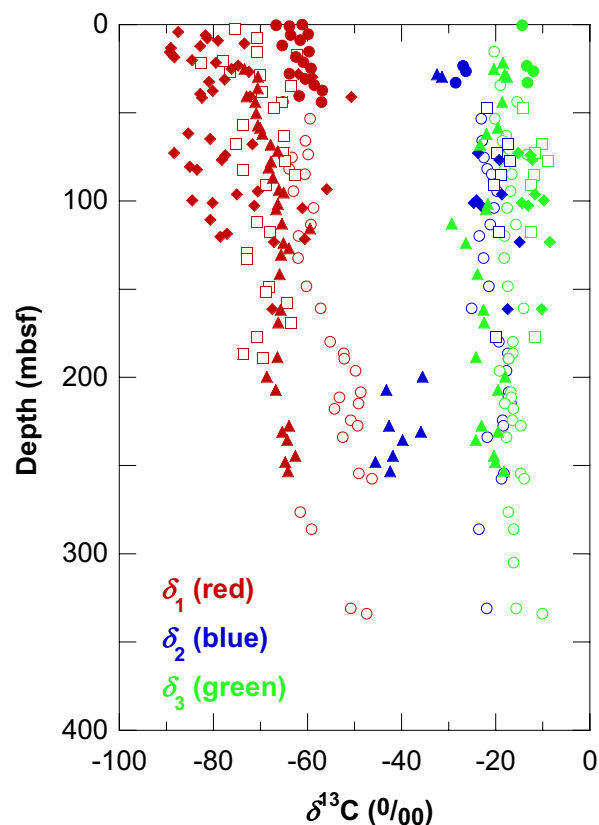 0
100
200
300
400
Depth (mbsf)
δ1 (red)
δ2 (blue)
δ3 (green)
-100 -80 -60 -40 -20 0
δ13C (0/00)